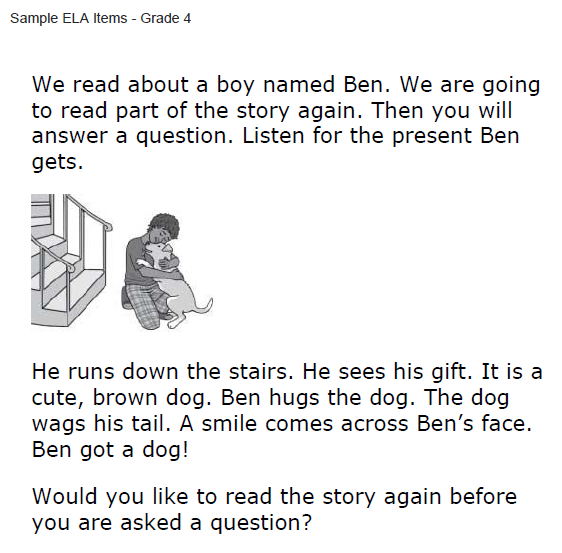 Sample ELA Items - Grade 4
We read about a boy named Ben. We are going
to read part of the story again. Then you will
answer a question. Listen for the present Ben
gets.
He runs down the stairs. He sees his gift. It is a
cute, brown dog. Ben hugs the dog. The dog
wags his tail. A smile comes across Ben’s face.
Ben got a dog!
Would you like to read the story again before
you are asked a question?